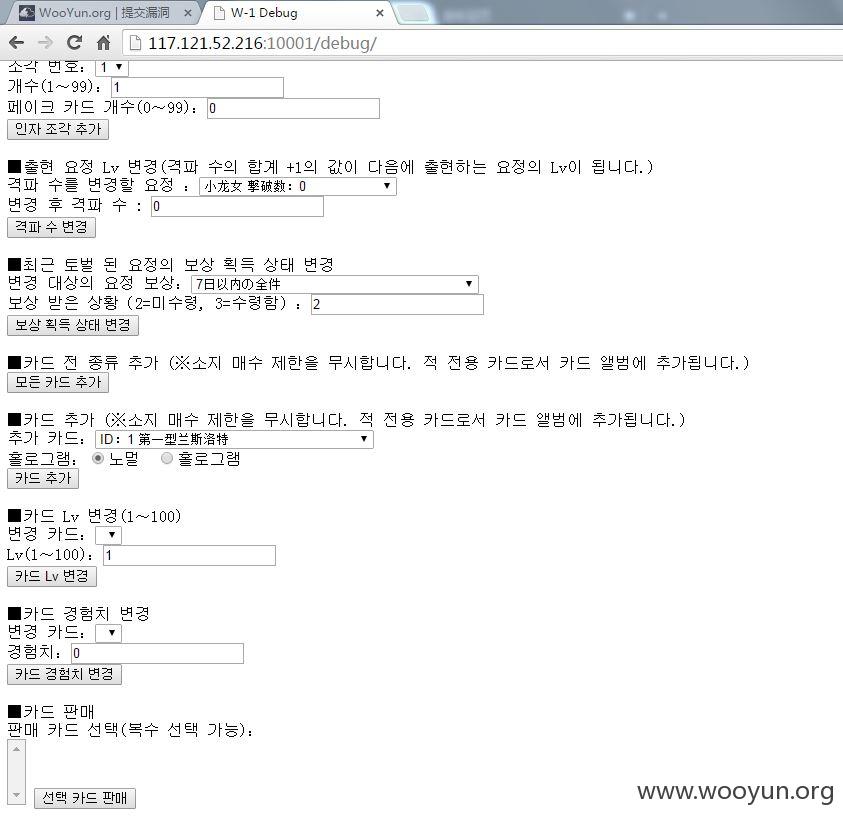 WooYun.org | 提交漏洞
W-1 Debug
117.121.52.216:10001/debug/
조각 번호: 1
개수(1~99): 1
페이크 카드 개수(0~99): 0
인자 조각 추가
■출현 요정 Lv 변경(격파 수의 합계 +1의 값이 다음에 출현하는 요정의 Lv이 됩니다.)
격파 수를 변경할 요정 : 小龙女 撃破数: 0
변경 후 격파 수 : 0
격파 수 변경
■최근 토벌 된 요정의 보상 획득 상태 변경
변경 대상의 요정 보상: 7日以内の全件
보상 받은 상황 (2=미수령, 3=수령함) : 2
보상 획득 상태 변경
■카드 전 종류 추가 (※소지 매수 제한을 무시합니다. 적 전용 카드로서 카드 앨범에 추가됩니다.)
모든 카드 추가
■카드 추가 (※소지 매수 제한을 무시합니다. 적 전용 카드로서 카드 앨범에 추가됩니다.)
추가 카드: ID: 1 第一型兰斯洛特
홀로그램: 노멀 홀로그램
카드 추가
■카드 Lv 변경(1~100)
변경 카드:
Lv(1~100): 1
카드 Lv 변경
■카드 경험치 변경
변경 카드:
경험치: 0
카드 경험치 변경
■카드 판매
판매 카드 선택(복수 선택 가능):
선택 카드 판매
www.wooyun.org